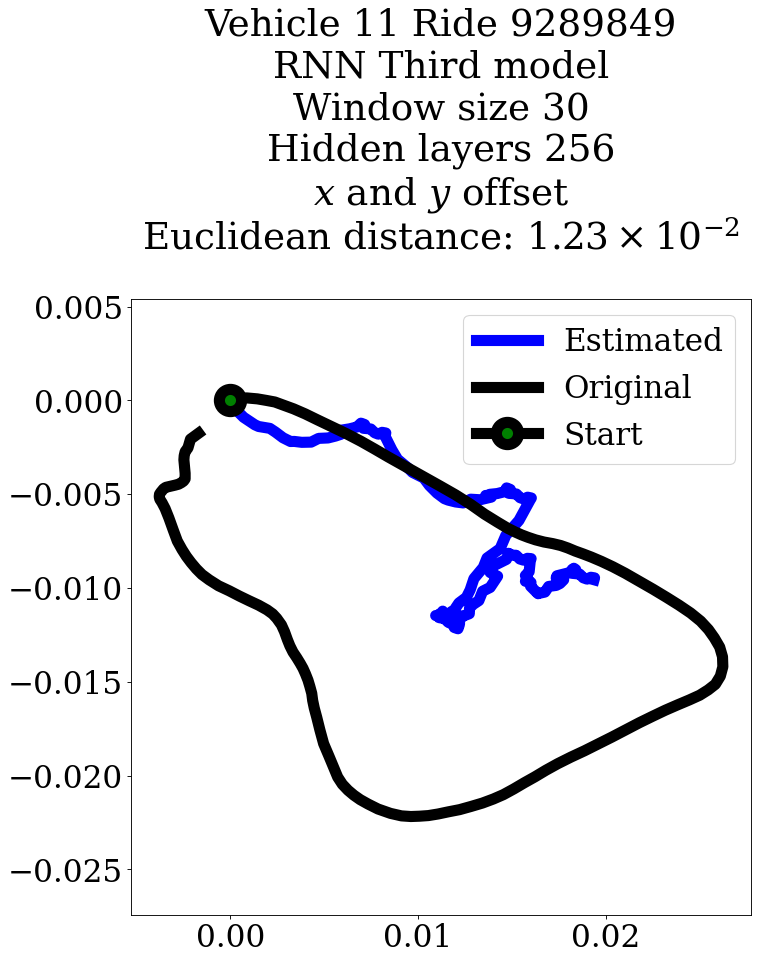 Vehicle 11 Ride 9289849
RNN Third model
Window size 30
Hidden layers 256
x and y offset
Euclidean distance: 1.23 × 10⁻²
0.005
0.000
−0.005
−0.010
−0.015
−0.020
−0.025
Estimated
Original
Start
0.00 0.01 0.02